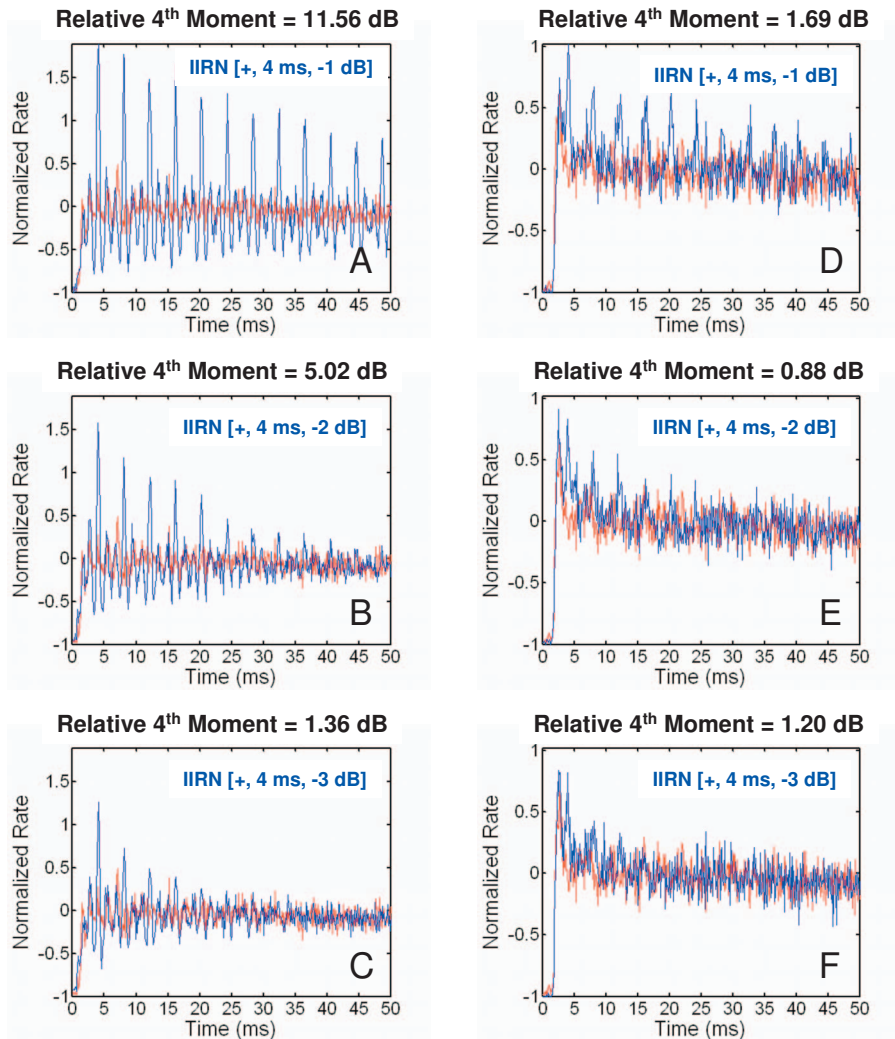 Relative 4th Moment = 11.56 dB
IIRN [+, 4 ms, -1 dB]
Normalized Rate
1.5
1
0.5
0
-0.5
-1
A
0 5 10 15 20 25 30 35 40 45 50
Time (ms)
Relative 4th Moment = 1.69 dB
IIRN [+, 4 ms, -1 dB]
Normalized Rate
1
0.5
0
-0.5
-1
D
0 5 10 15 20 25 30 35 40 45 50
Time (ms)
Relative 4th Moment = 5.02 dB
IIRN [+, 4 ms, -2 dB]
Normalized Rate
1.5
1
0.5
0
-0.5
-1
B
0 5 10 15 20 25 30 35 40 45 50
Time (ms)
Relative 4th Moment = 0.88 dB
IIRN [+, 4 ms, -2 dB]
Normalized Rate
1
0.5
0
-0.5
-1
E
0 5 10 15 20 25 30 35 40 45 50
Time (ms)
Relative 4th Moment = 1.36 dB
IIRN [+, 4 ms, -3 dB]
Normalized Rate
1.5
1
0.5
0
-0.5
-1
C
0 5 10 15 20 25 30 35 40 45 50
Time (ms)
Relative 4th Moment = 1.20 dB
IIRN [+, 4 ms, -3 dB]
Normalized Rate
1
0.5
0
-0.5
-1
F
0 5 10 15 20 25 30 35 40 45 50
Time (ms)